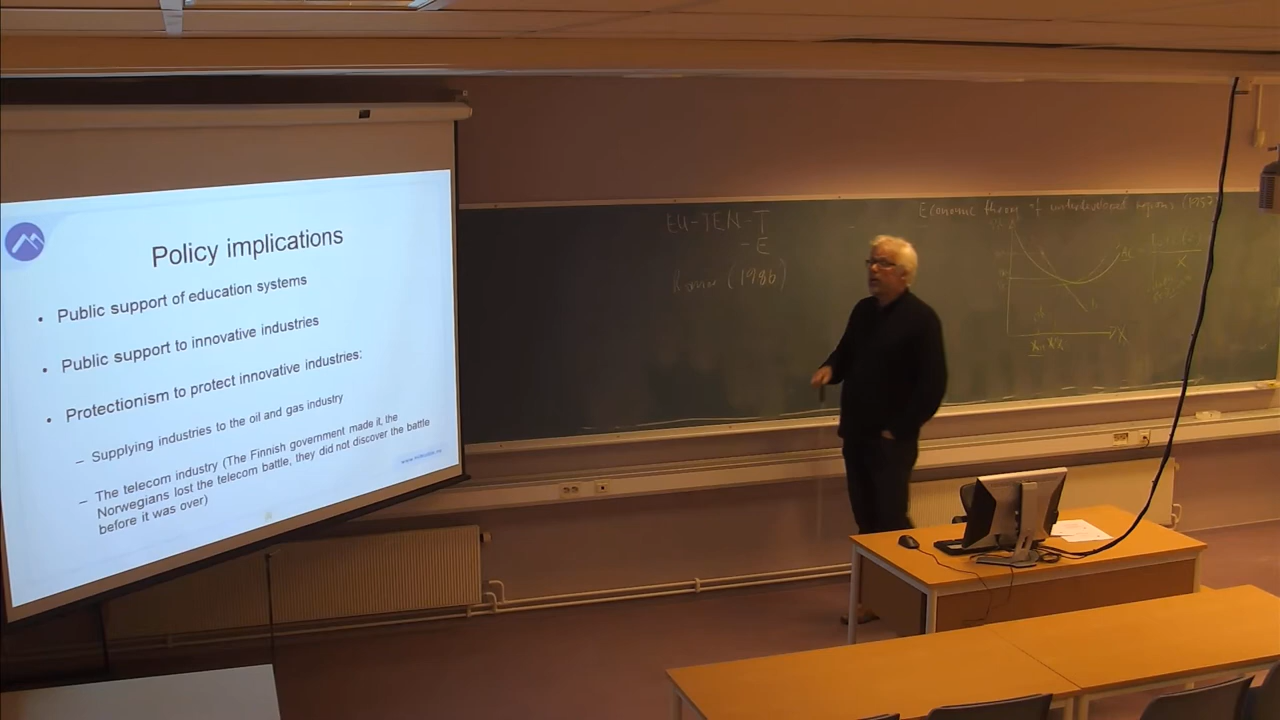 Policy implications
• Public support of education systems
• Public support to innovative industries
• Protectionism to protect innovative industries:
– Supplying industries to the oil and gas industry
– The telecom industry (The Finnish government made it, the
Norwegians lost the telecom battle, they did not discover the battle
before it was over)
EU-TEN-T
-E
(1986)
Economic theory of
X